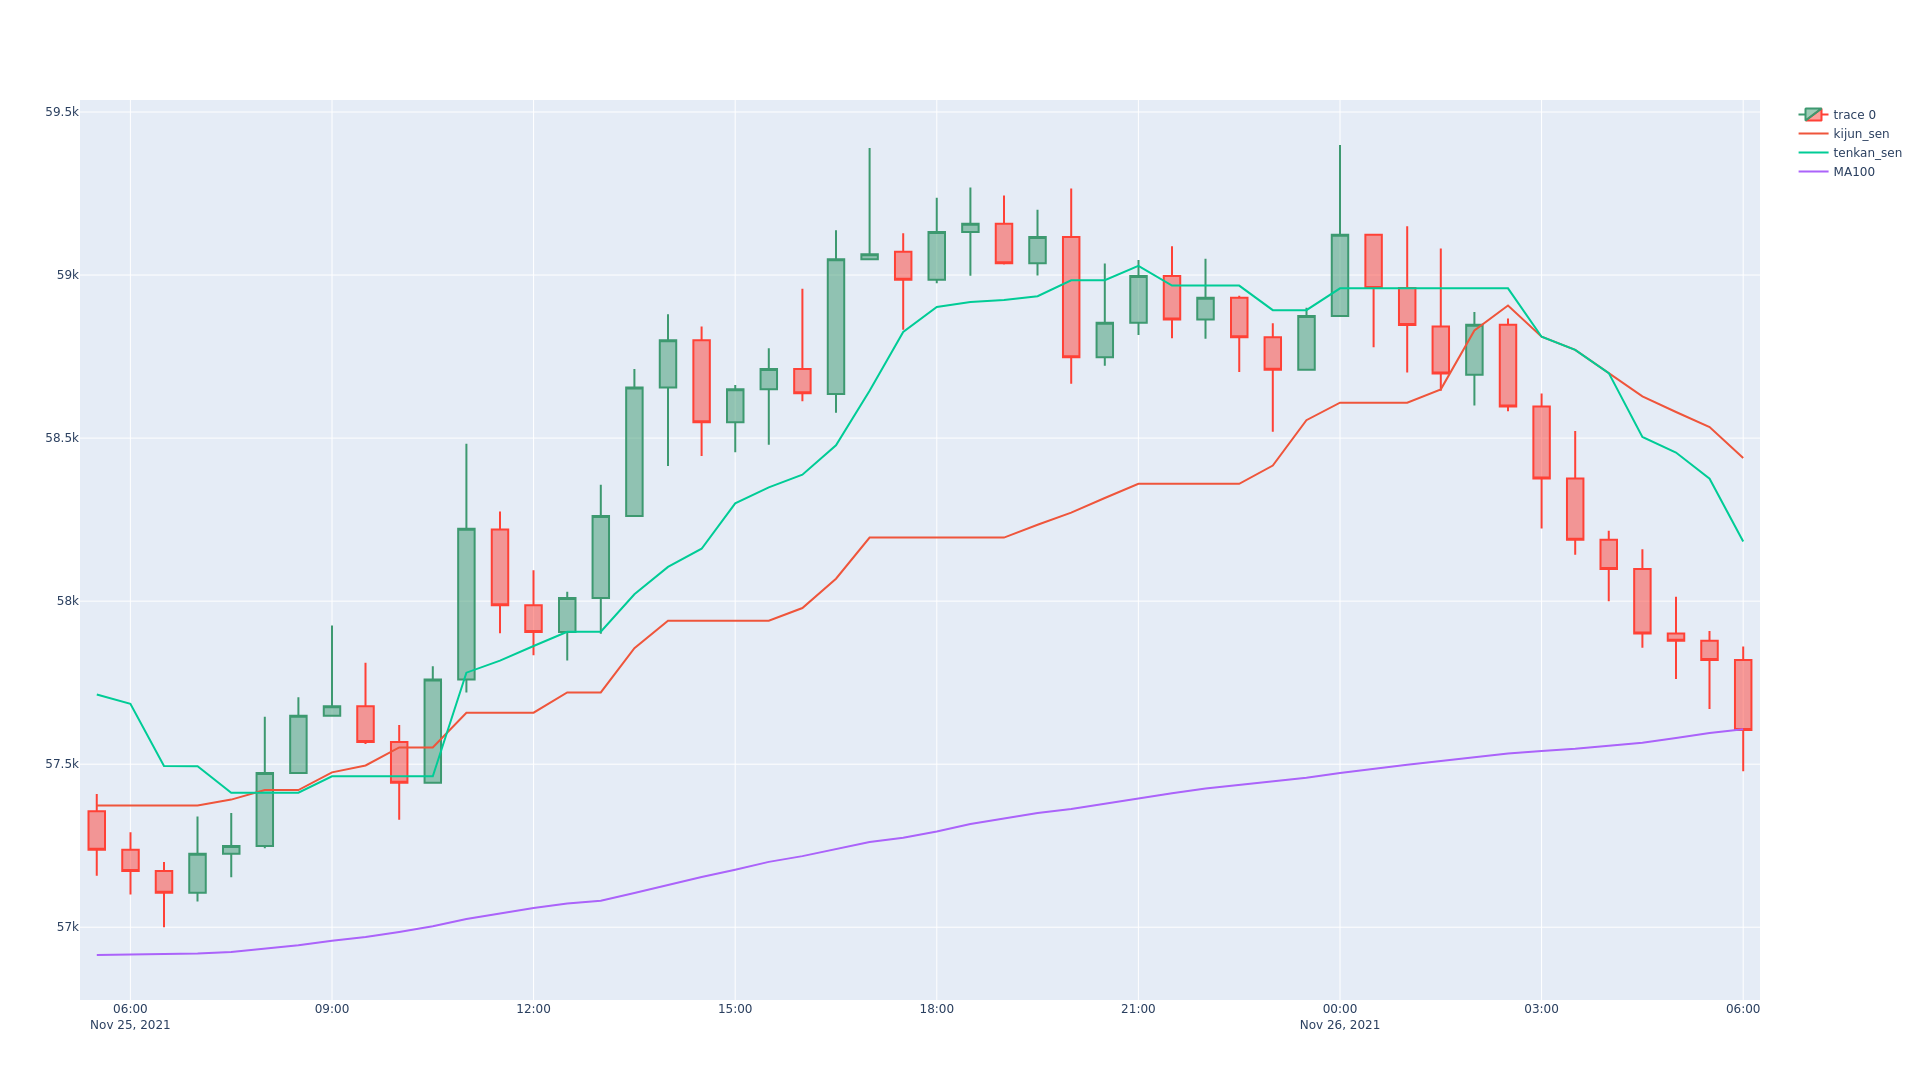 59.5k
59k
58.5k
58k
57.5k
57k
06:00
Nov 25, 2021
09:00
12:00
15:00
18:00
21:00
00:00
Nov 26, 2021
03:00
06:00
trace 0
kijun_sen
tenkan_sen
MA100